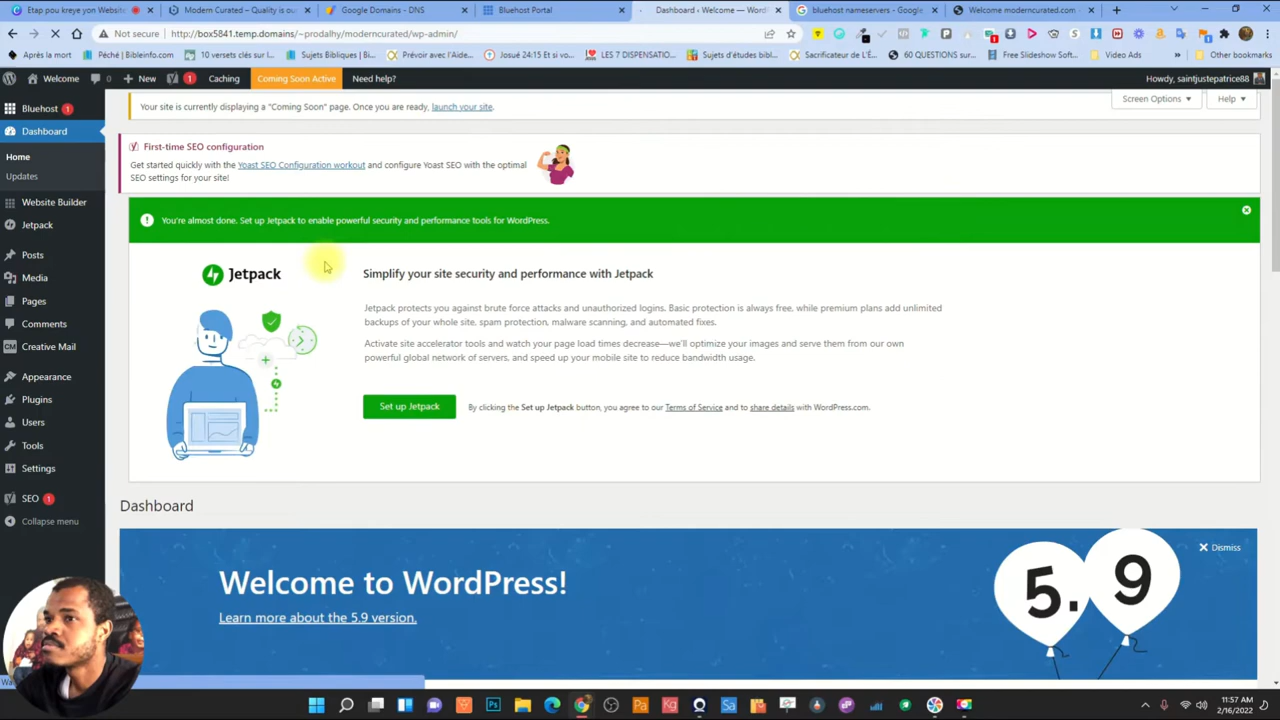 Etap pou kreye yon Websit
Modern Curated – Quality is ou
Google Domains - DNS
Bluehost Portal
Dashboard ‹ Welcome — WordP
bluehost nameservers - Google
Welcome moderncurated.com
Not secure
http://box5841.temp.domains/~prodalhy/moderncurated/wp-admin/
Après la mort
Péché | Bibleinfo.com
10 versets clés sur l...
Sujets Bibliques | Bi...
Prévoir avec l'Aide...
Josué 24:15 Et si vou...
LES 7 DISPENSATIO...
Sujets d'études bibl...
Sacrificateur de L'É...
60 QUESTIONS sur...
Free Slideshow Soft...
Video Ads
»
Other bookmarks
Welcome
0
+ New
1
Caching
Coming Soon Active
Need help?
Howdy, saintjustepatrice88
Bluehost 1
Dashboard
Home
Updates
Website Builder
Jetpack
Posts
Media
Pages
Comments
Creative Mail
Appearance
Plugins
Users
Tools
Settings
SEO 1
Collapse menu
Your site is currently displaying a "Coming Soon" page. Once you are ready, launch your site.
Screen Options
Help
First-time SEO configuration
Get started quickly with the Yoast SEO Configuration workout and configure Yoast SEO with the optimal
SEO settings for your site!
You're almost done. Set up Jetpack to enable powerful security and performance tools for WordPress.
Jetpack
Simplify your site security and performance with Jetpack
Jetpack protects you against brute force attacks and unauthorized logins. Basic protection is always free, while premium plans add unlimited
backups of your whole site, spam protection, malware scanning, and automated fixes.
Activate site accelerator tools and watch your page load times decrease—we'll optimize your images and serve them from our own
powerful global network of servers, and speed up your mobile site to reduce bandwidth usage.
Set up Jetpack
By clicking the Set up Jetpack button, you agree to our Terms of Service and to share details with WordPress.com.
Dashboard
Dismiss
Welcome to WordPress!
Learn more about the 5.9 version.
5.9
11:57 AM
2/16/2022